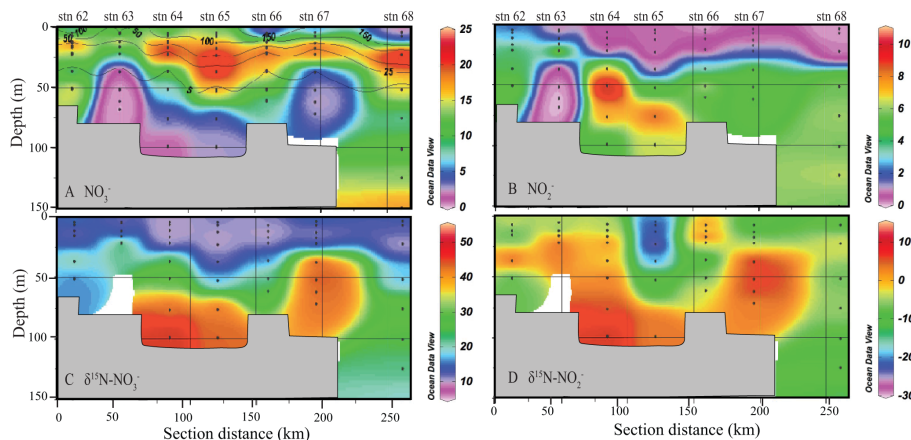 stn 62 stn 63 stn 64 stn 65 stn 66 stn 67 stn 68
0
50
100
150
Depth (m)
50 100 50 100 150 150 25 5
A NO₃⁻
25
20
15
10
5
0
Ocean Data View
stn 62 stn 63 stn 64 stn 65 stn 66 stn 67 stn 68
B NO₂⁻
10
8
6
4
2
0
Ocean Data View
0
50
100
150
Depth (m)
C δ¹⁵N-NO₃⁻
50
40
30
20
10
Ocean Data View
0 50 100 150 200 250
Section distance (km)
D δ¹⁵N-NO₂⁻
10
0
-10
-20
-30
Ocean Data View
0 50 100 150 200 250
Section distance (km)